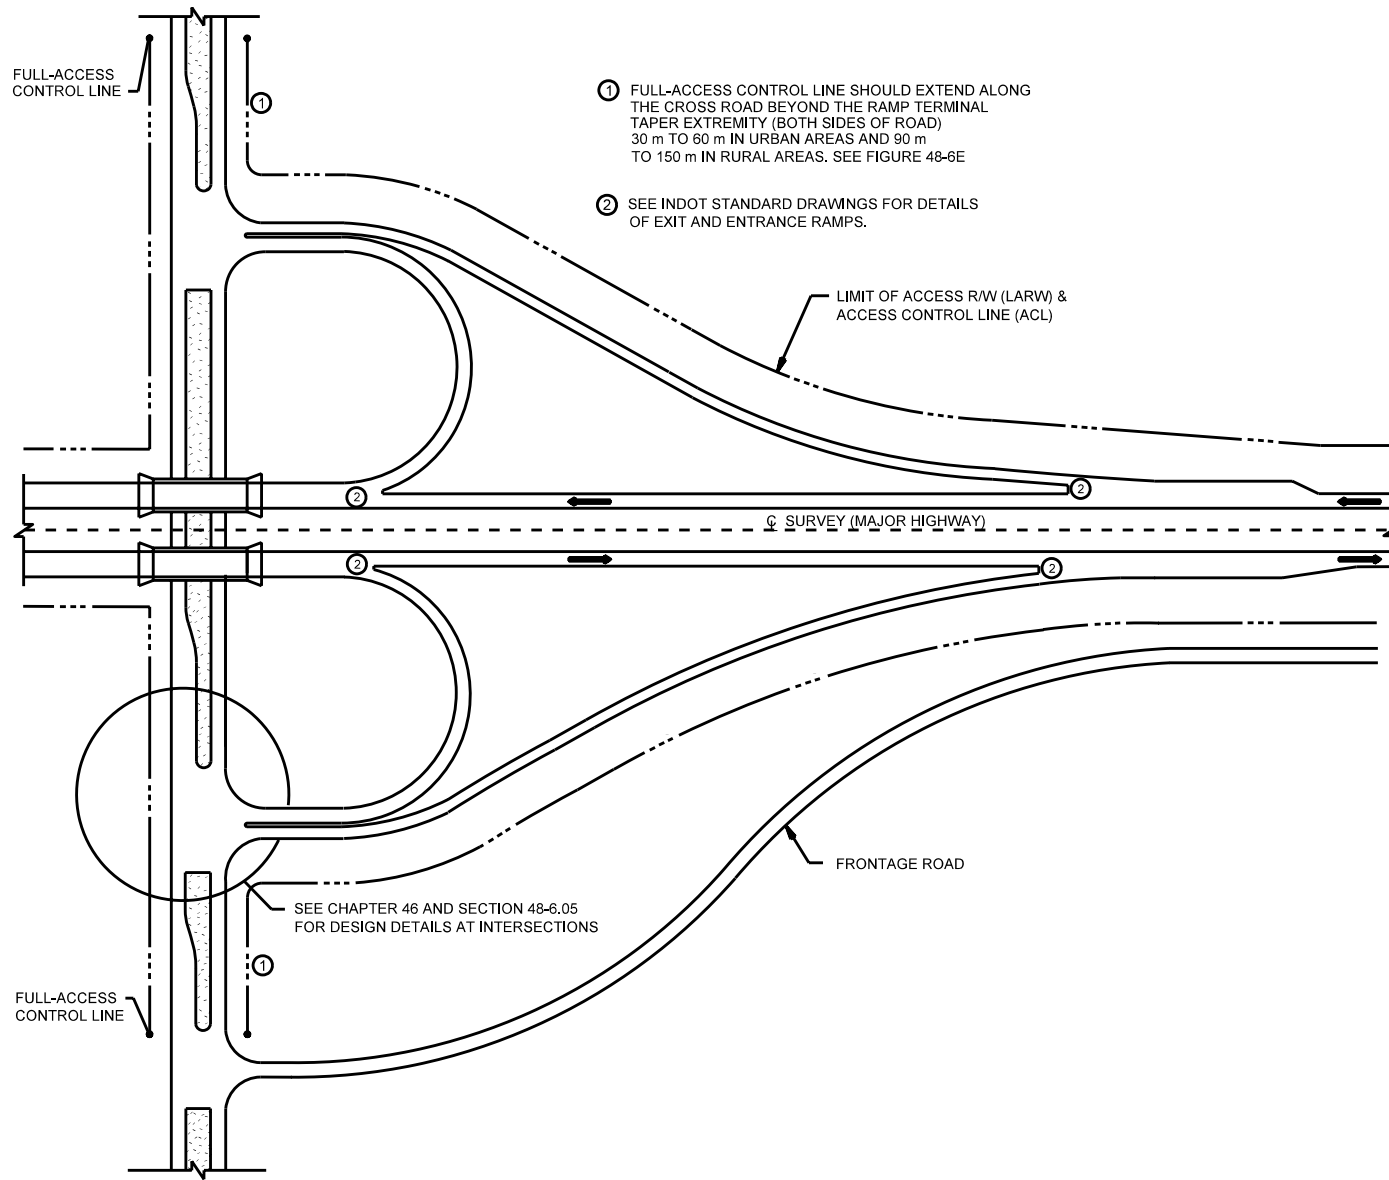 FULL-ACCESS
CONTROL LINE
1
1 FULL-ACCESS CONTROL LINE SHOULD EXTEND ALONG
THE CROSS ROAD BEYOND THE RAMP TERMINAL
TAPER EXTREMITY (BOTH SIDES OF ROAD)
30 m TO 60 m IN URBAN AREAS AND 90 m
TO 150 m IN RURAL AREAS. SEE FIGURE 48-6E
2 SEE INDOT STANDARD DRAWINGS FOR DETAILS
OF EXIT AND ENTRANCE RAMPS.
LIMIT OF ACCESS R/W (LARW) &
ACCESS CONTROL LINE (ACL)
2
2
℄ SURVEY (MAJOR HIGHWAY)
2
2
FRONTAGE ROAD
SEE CHAPTER 46 AND SECTION 48-6.05
FOR DESIGN DETAILS AT INTERSECTIONS
1
FULL-ACCESS
CONTROL LINE